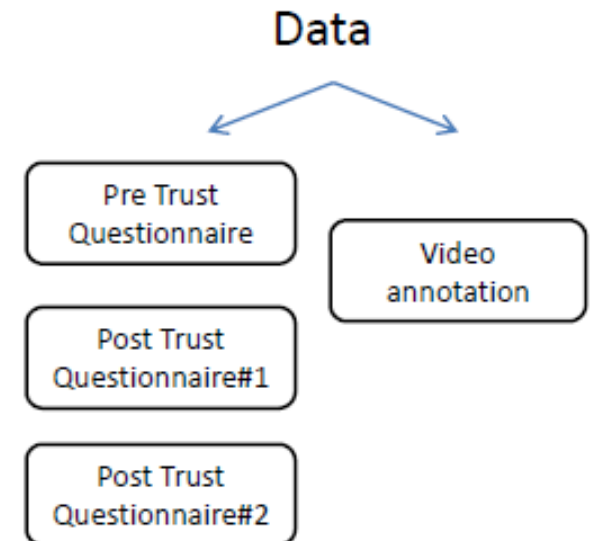 Data
Pre Trust
Questionnaire
Video
annotation
Post Trust
Questionnaire#1
Post Trust
Questionnaire#2